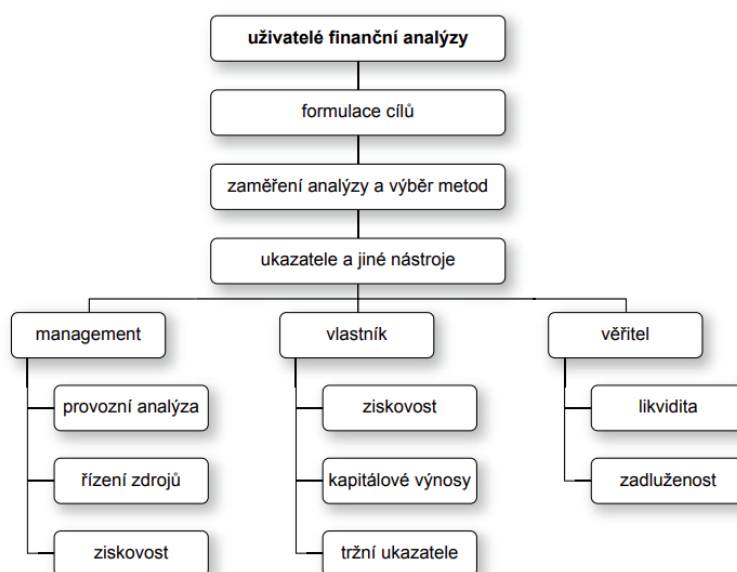 uživatelé finanční analýzy
formulace cílů
zaměření analýzy a výběr metod
ukazatele a jiné nástroje
management
vlastník
věřitel
provozní analýza
ziskovost
likvidita
řízení zdrojů
kapitálové výnosy
zadluženost
ziskovost
tržní ukazatele